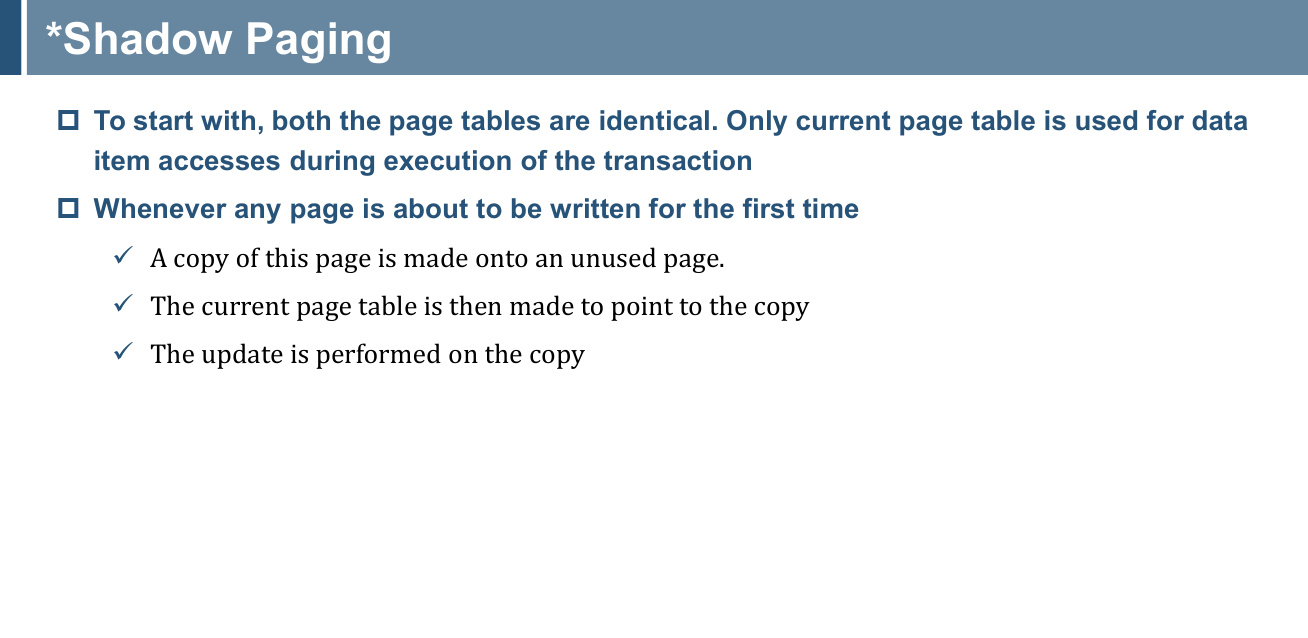 *Shadow Paging
To start with, both the page tables are identical. Only current page table is used for data
item accesses during execution of the transaction
Whenever any page is about to be written for the first time
A copy of this page is made onto an unused page.
The current page table is then made to point to the copy
The update is performed on the copy